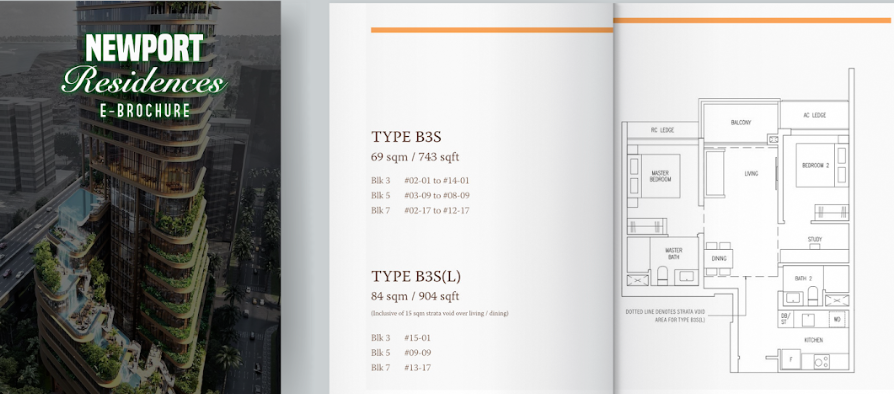 NEWPORT
Residences
E-BROCHURE
TYPE B3S
69 sqm / 743 sqft
Blk 3 #02-01 to #14-01
Blk 5 #03-09 to #08-09
Blk 7 #02-17 to #12-17
TYPE B3S(L)
84 sqm / 904 sqft
(Inclusive of 15 sqm strata void over living / dining)
Blk 3 #15-01
Blk 5 #09-09
Blk 7 #13-17
RC LEDGE
BALCONY
AC LEDGE
MASTER
BEDROOM
LIVING
BEDROOM 2
STUDY
MASTER
BATH
DINING
BATH 2
DOTTED LINE DENOTES STRATA VOID
AREA FOR TYPE B3S(L)
DB/
ST
WD
KITCHEN
F